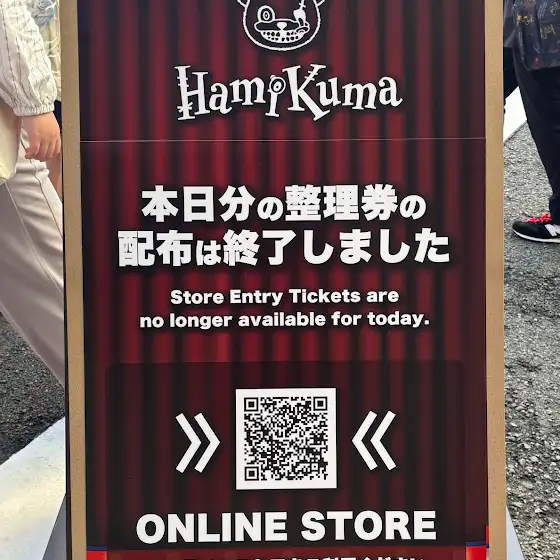 HamiKuma
本日分の整理券の
配布は終了しました
Store Entry Tickets are
no longer available for today.
ONLINE STORE